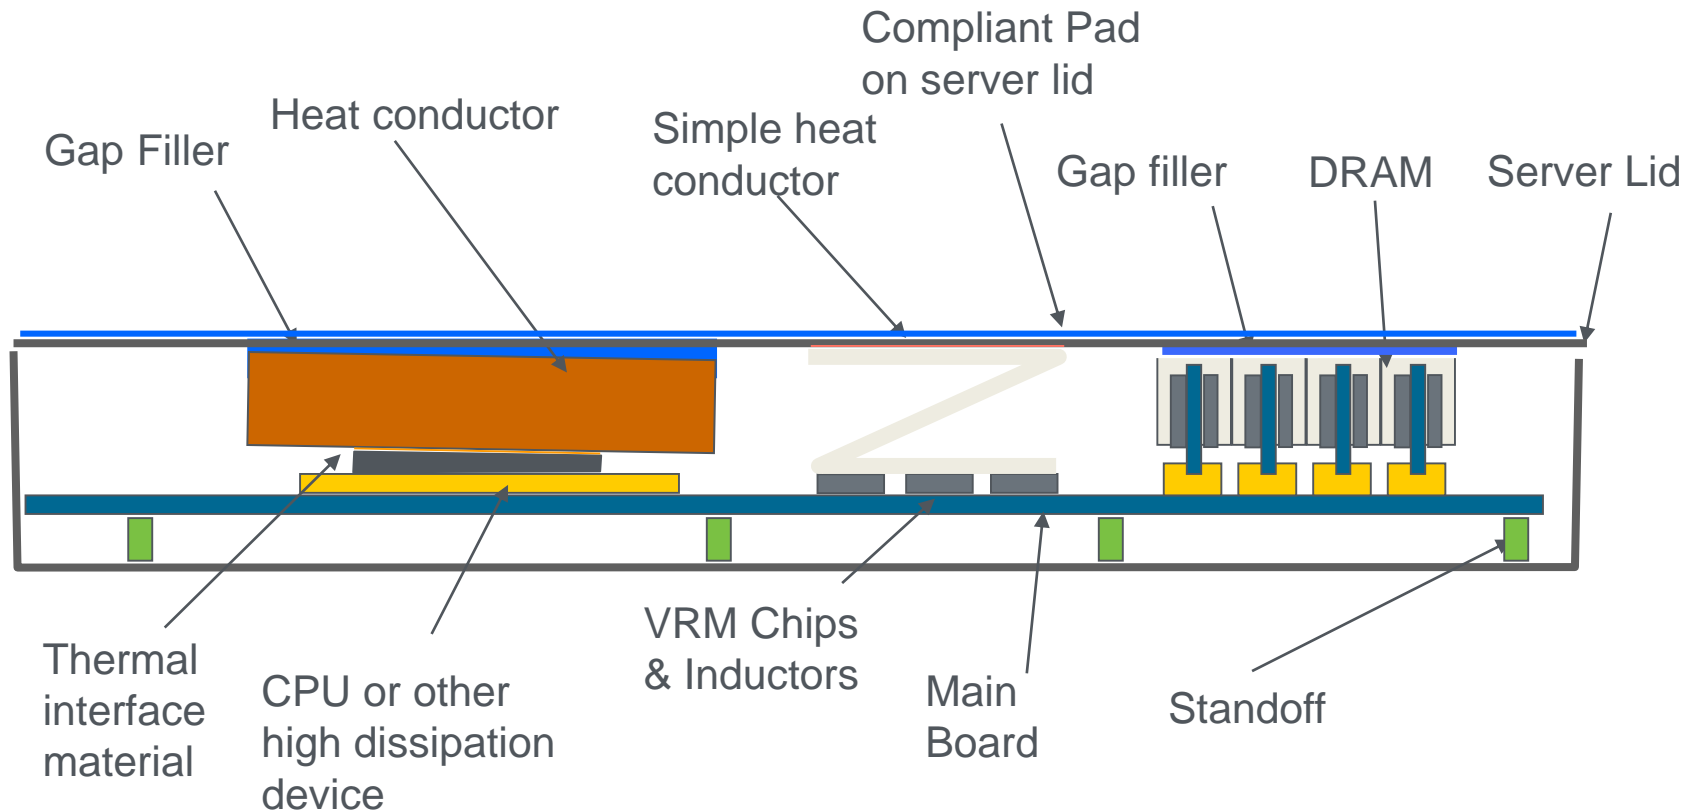 Compliant Pad
on server lid
Heat conductor
Gap Filler
Simple heat
conductor
Gap filler
DRAM
Server Lid
Thermal
interface
material
CPU or other
high dissipation
device
VRM Chips
& Inductors
Main
Board
Standoff